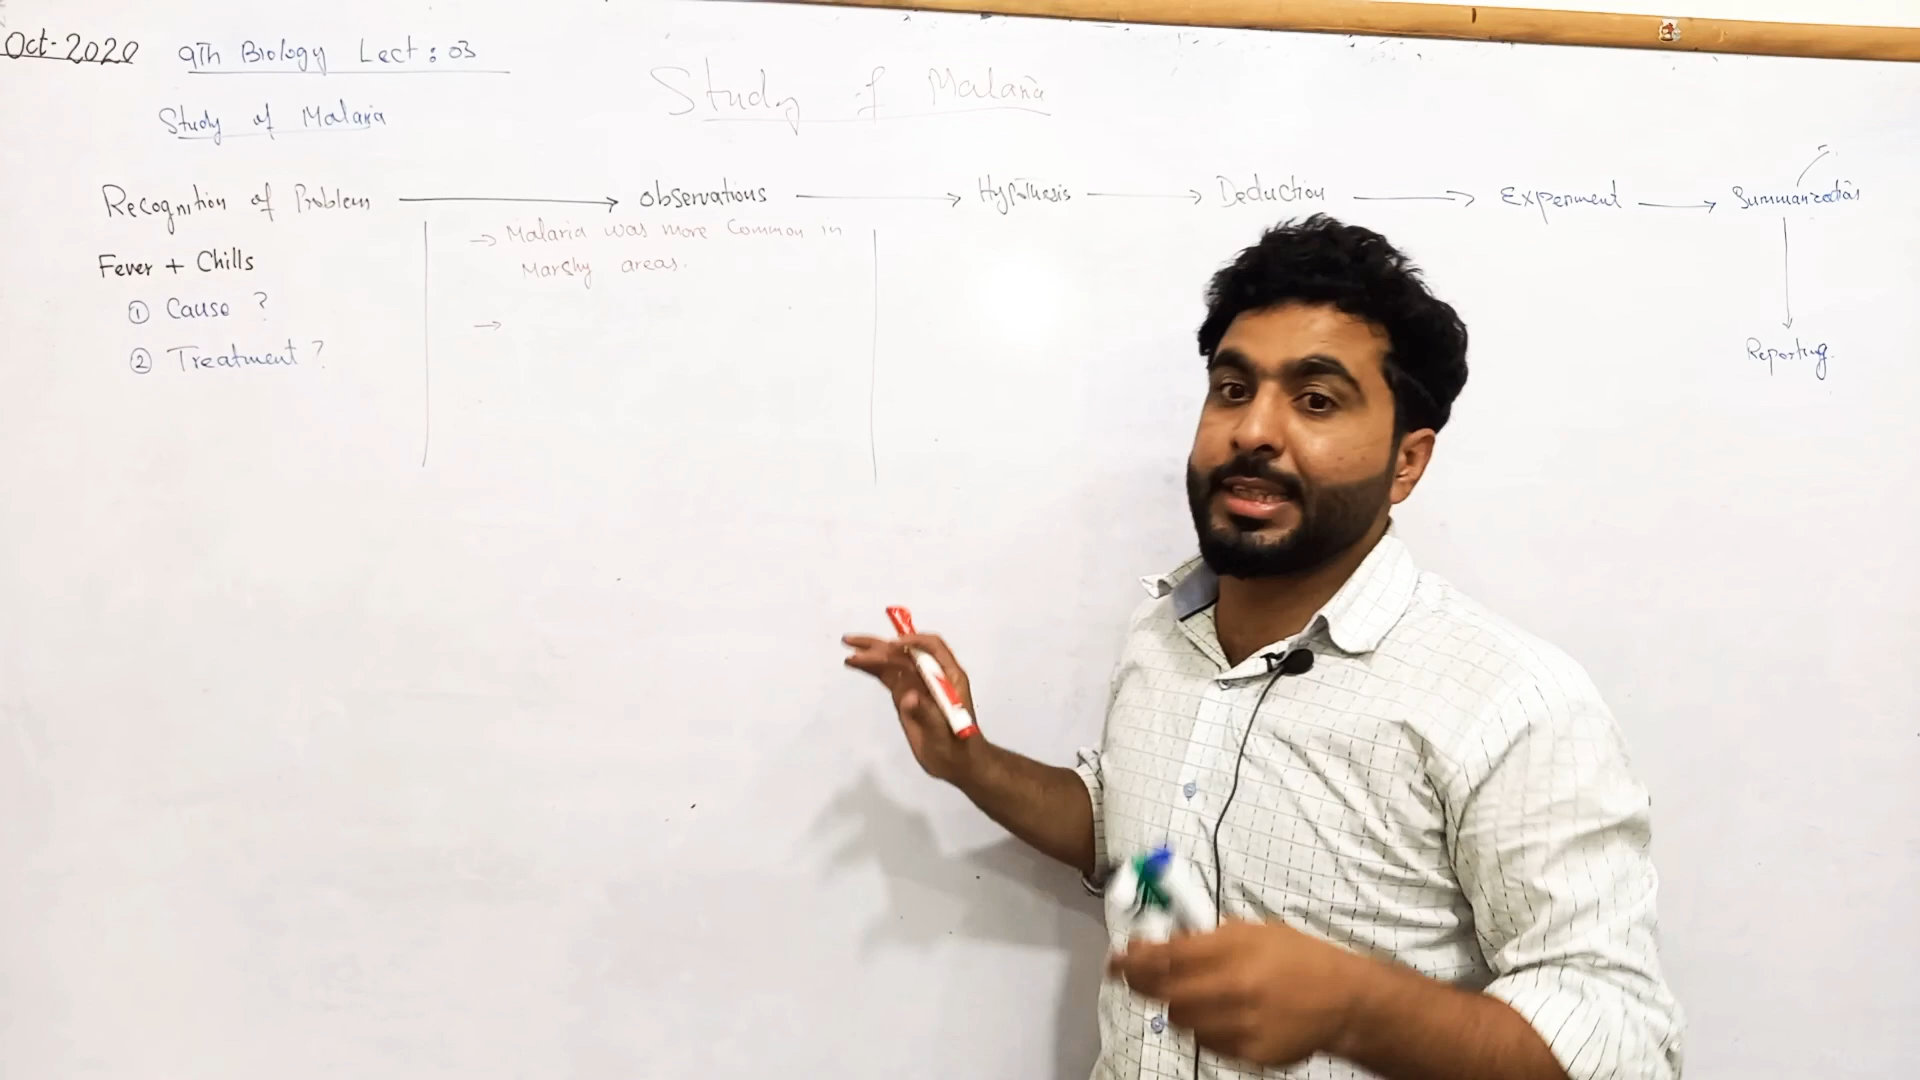 Oct-2020
9Th Biology Lect: 03
Study of Malaria
Study of Malaria
Recognition of Problem → Observations → Hypothesis → Deduction → Experiment → Summarization
Fever + Chills
① Cause ?
② Treatment ?
→ Malaria was more Common in
Marshy areas.
→
Reporting.